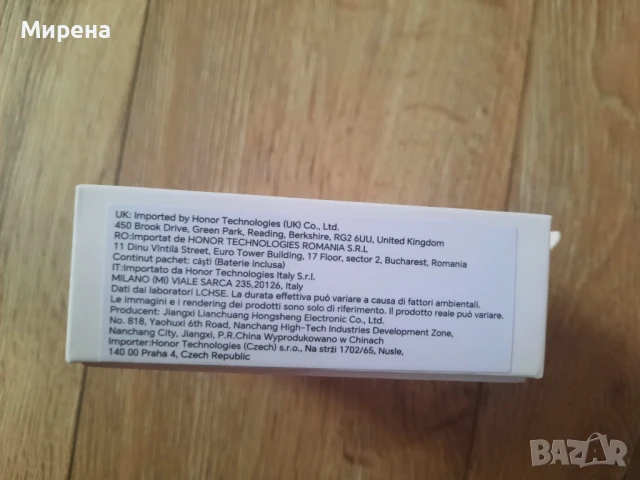 Мирена
UK: Imported by Honor Technologies (UK) Co., Ltd.
450 Brook Drive, Green Park, Reading, Berkshire, RG2 6UU, United Kingdom
RO:Importat de HONOR TECHNOLOGIES ROMANIA S.R.L
11 Dinu Vintilă Street, Euro Tower Building, 17 Floor, sector 2, Bucharest, Romania
Continut pachet: căști (Baterie inclusa)
IT:Importato da Honor Technologies Italy S.r.l.
MILANO (MI) VIALE SARCA 235,20126, Italy
Dati dai laboratori LCHSE. La durata effettiva può variare a causa di fattori ambientali.
Le immagini e i rendering dei prodotti sono solo di riferimento. Il prodotto reale può variare.
Producent: Jiangxi Lianchuang Hongsheng Electronic Co., Ltd.
No. 818, Yaohuxi 6th Road, Nanchang High-Tech Industries Development Zone,
Nanchang City, Jiangxi, P.R.China Wyprodukowano w Chinach
Importer:Honor Technologies (Czech) s.r.o., Na strži 1702/65, Nusle,
140 00 Praha 4, Czech Republic
BAZAR
bg